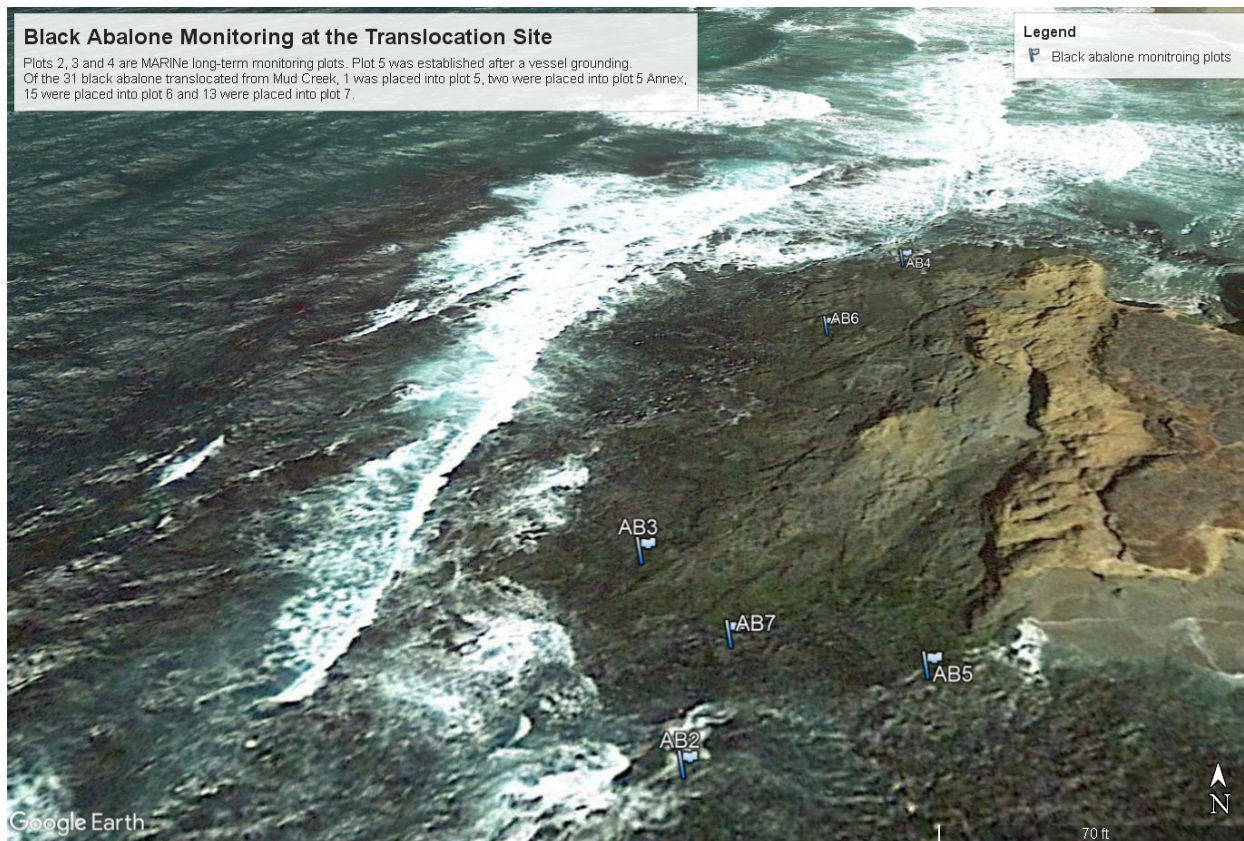 Black Abalone Monitoring at the Translocation Site
Plots 2, 3 and 4 are MARINe long-term monitoring plots. Plot 5 was established after a vessel grounding.
Of the 31 black abalone translocated from Mud Creek, 1 was placed into plot 5, two were placed into plot 5 Annex,
15 were placed into plot 6 and 13 were placed into plot 7.
Legend
Black abalone monitroing plots
AB4
AB6
AB3
AB7
AB5
AB2
N
Google Earth
70 ft